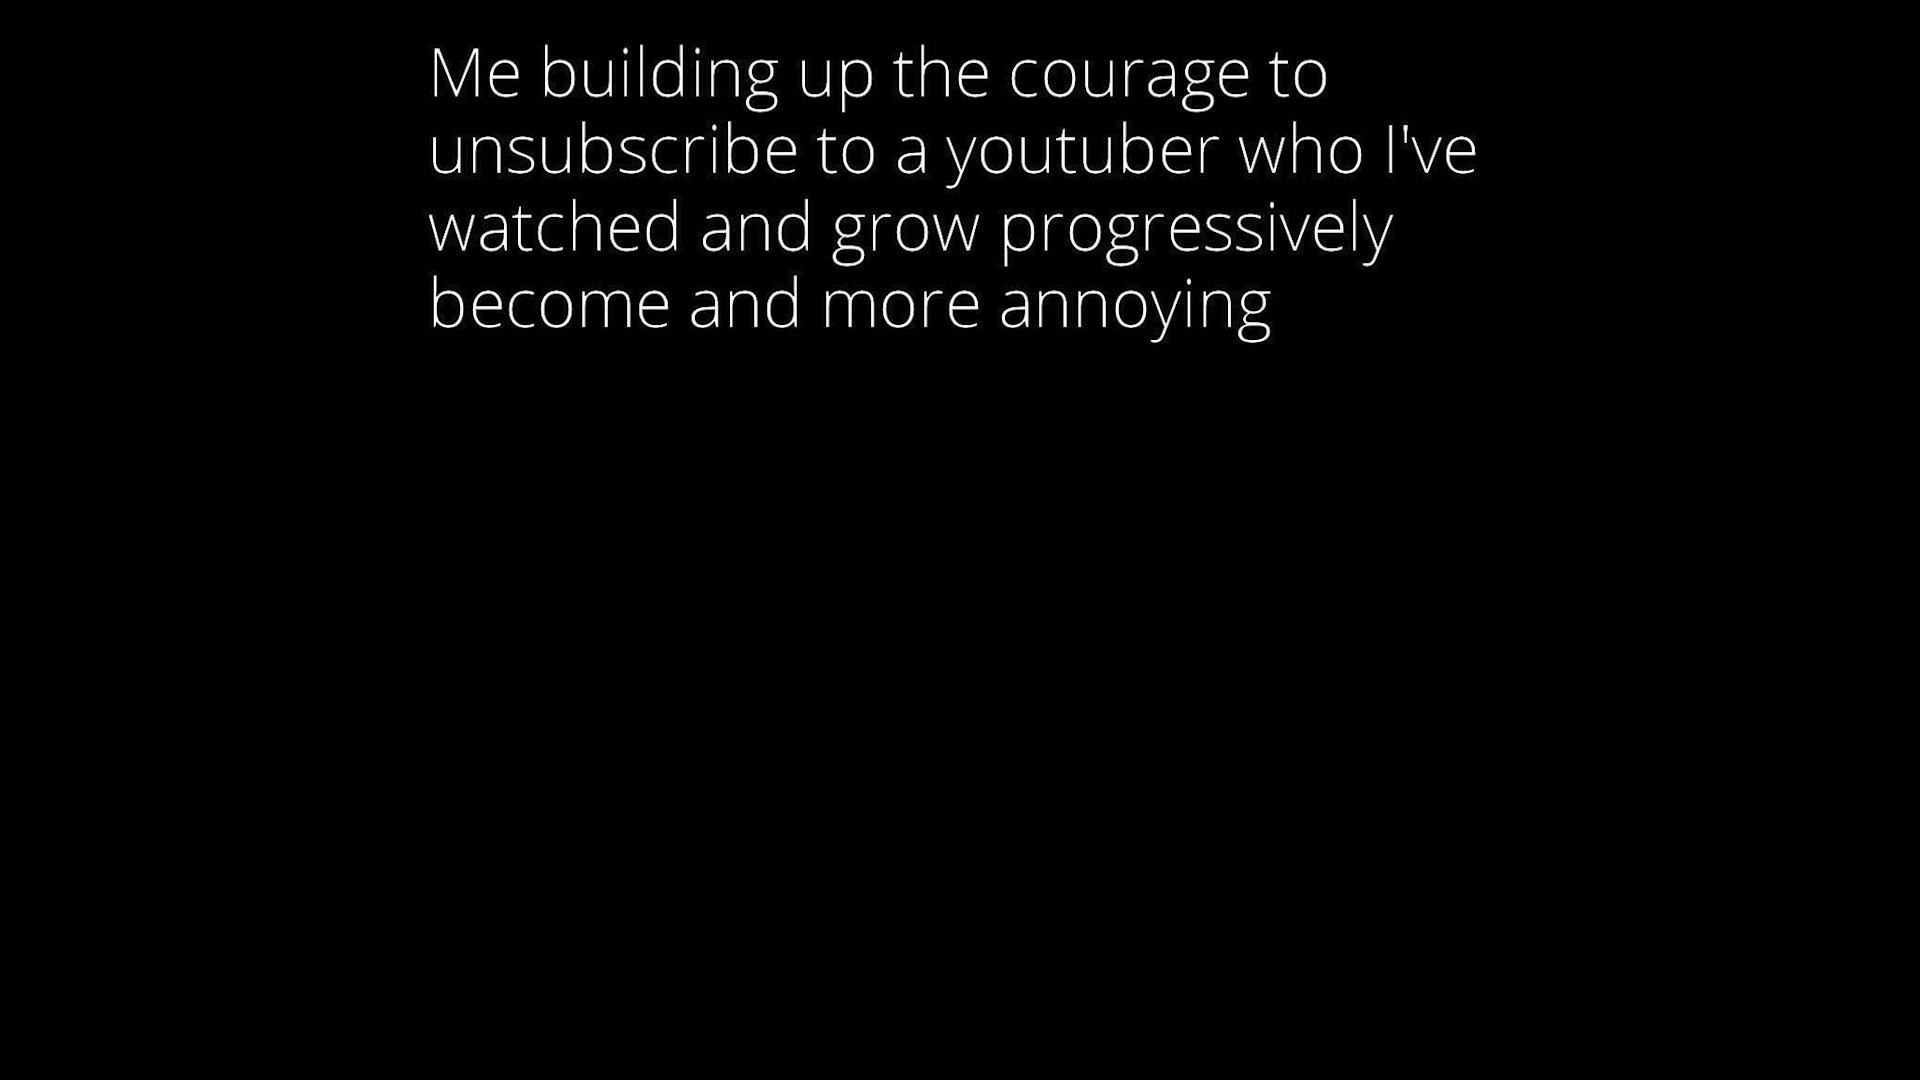 Me building up the courage to
unsubscribe to a youtuber who I've
watched and grow progressively
become and more annoying